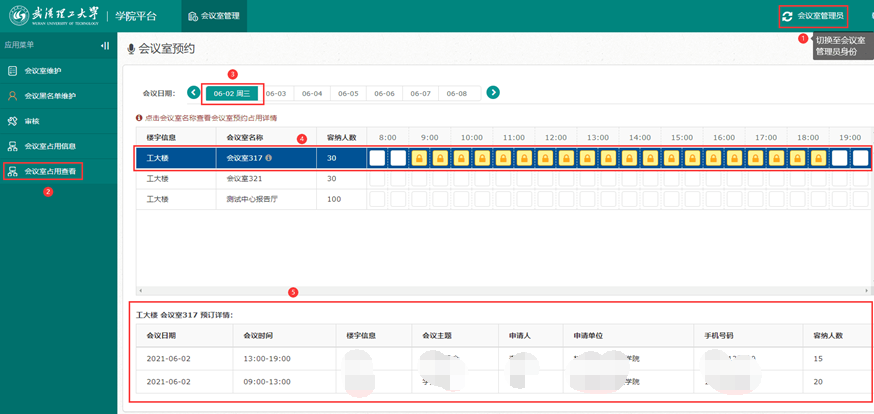 武汉理工大学 学院平台 会议室管理 会议室管理员
WUHAN UNIVERSITY OF TECHNOLOGY
1 切换至会议室
管理员身份
应用菜单
会议室维护
会议室黑名单维护
审核
会议室占用信息
会议室占用查看
2
会议室预约
3
会议日期: 06-02 周三 06-03 06-04 06-05 06-06 06-07 06-08
点击会议室名称查看会议室预约占用详情
4
楼宇信息 会议室名称 容纳人数 8:00 9:00 10:00 11:00 12:00 13:00 14:00 15:00 16:00 17:00 18:00 19:00
工大楼 会议室317 30
工大楼 会议室321 30
工大楼 测试中心报告厅 100
5
工大楼 会议室317 预订详情:
会议日期 会议时间 楼宇信息 会议主题 申请人 申请单位 手机号码 容纳人数
2021-06-02 13:00-19:00 学院 15
2021-06-02 09:00-13:00 学院 20